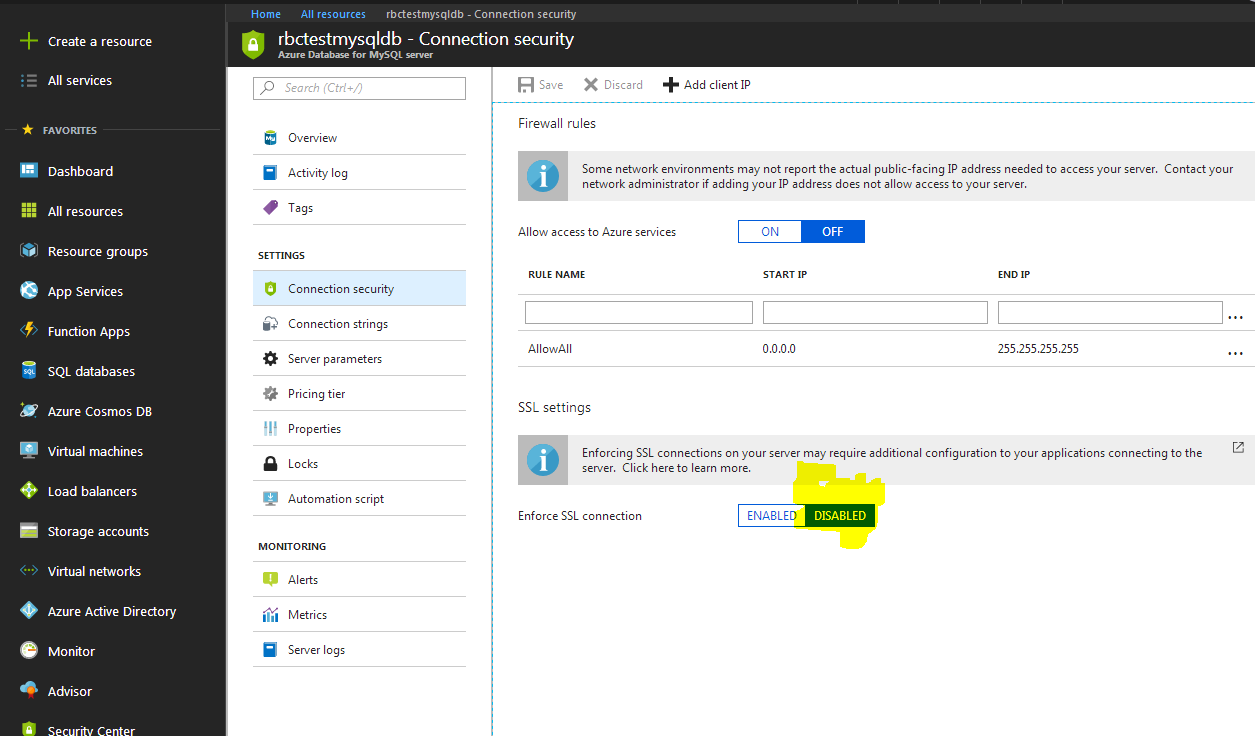 Home All resources rbctestmysqldb - Connection security
rbctestmysqldb - Connection security
Azure Database for MySQL server
Create a resource
All services
FAVORITES
Dashboard
All resources
Resource groups
App Services
Function Apps
SQL databases
Azure Cosmos DB
Virtual machines
Load balancers
Storage accounts
Virtual networks
Azure Active Directory
Monitor
Advisor
Security Center
Search (Ctrl+/)
Overview
Activity log
Tags
SETTINGS
Connection security
Connection strings
Server parameters
Pricing tier
Properties
Locks
Automation script
MONITORING
Alerts
Metrics
Server logs
Save Discard Add client IP
Firewall rules
Some network environments may not report the actual public-facing IP address needed to access your server. Contact your
network administrator if adding your IP address does not allow access to your server.
Allow access to Azure services ON OFF
RULE NAME START IP END IP
...
AllowAll 0.0.0.0 255.255.255.255 ...
SSL settings
Enforcing SSL connections on your server may require additional configuration to your applications connecting to the
server. Click here to learn more.
Enforce SSL connection ENABLED DISABLED